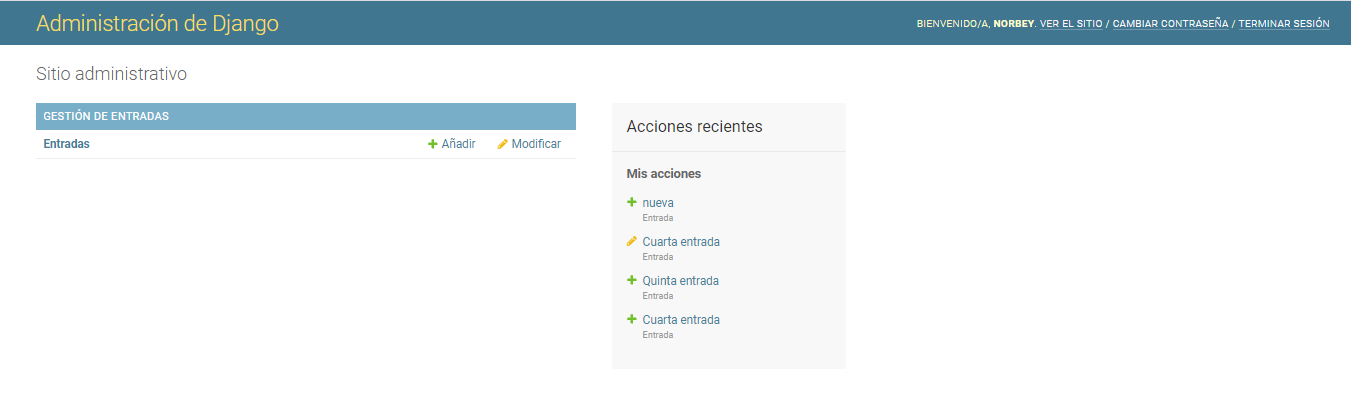 Administración de Django
BIENVENIDO/A, NORBEY. VER EL SITIO / CAMBIAR CONTRASEÑA / TERMINAR SESIÓN
Sitio administrativo
GESTIÓN DE ENTRADAS
Entradas Añadir Modificar
Acciones recientes
Mis acciones
nueva
Entrada
Cuarta entrada
Entrada
Quinta entrada
Entrada
Cuarta entrada
Entrada